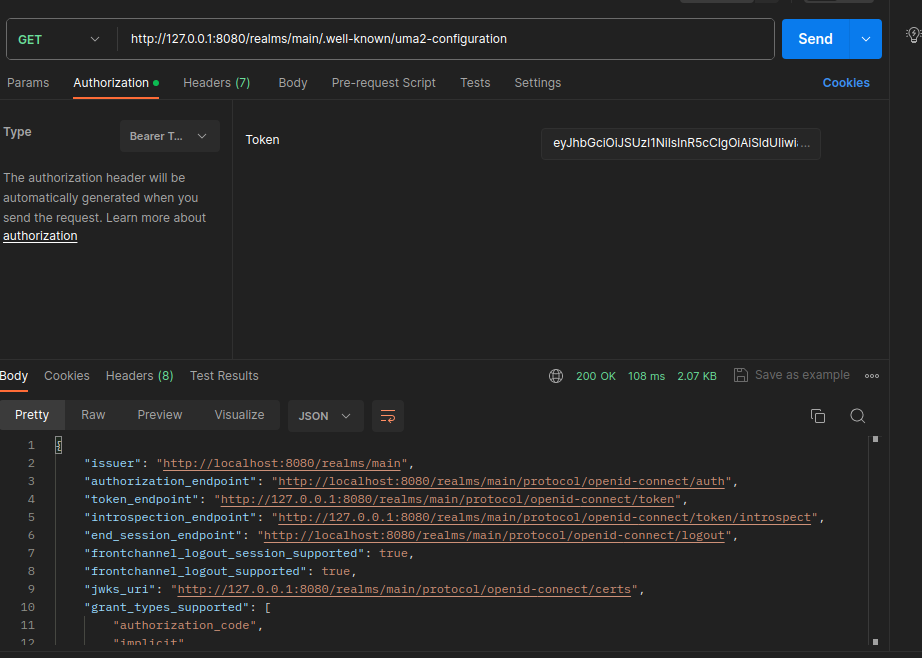 GET http://127.0.0.1:8080/realms/main/.well-known/uma2-configuration Send
Params Authorization Headers (7) Body Pre-request Script Tests Settings Cookies
Type Bearer T...
The authorization header will be
automatically generated when you
send the request. Learn more about
authorization
Token eyJhbGciOiJSUzI1NiIsInR5cCIgOiAiSldUIiwi...
Body Cookies Headers (8) Test Results 200 OK 108 ms 2.07 KB Save as example
Pretty Raw Preview Visualize JSON
1 {
2 "issuer": "http://localhost:8080/realms/main",
3 "authorization_endpoint": "http://localhost:8080/realms/main/protocol/openid-connect/auth",
4 "token_endpoint": "http://127.0.0.1:8080/realms/main/protocol/openid-connect/token",
5 "introspection_endpoint": "http://127.0.0.1:8080/realms/main/protocol/openid-connect/token/introspect",
6 "end_session_endpoint": "http://localhost:8080/realms/main/protocol/openid-connect/logout",
7 "frontchannel_logout_session_supported": true,
8 "frontchannel_logout_supported": true,
9 "jwks_uri": "http://127.0.0.1:8080/realms/main/protocol/openid-connect/certs",
10 "grant_types_supported": [
11 "authorization_code",
12 "implicit"